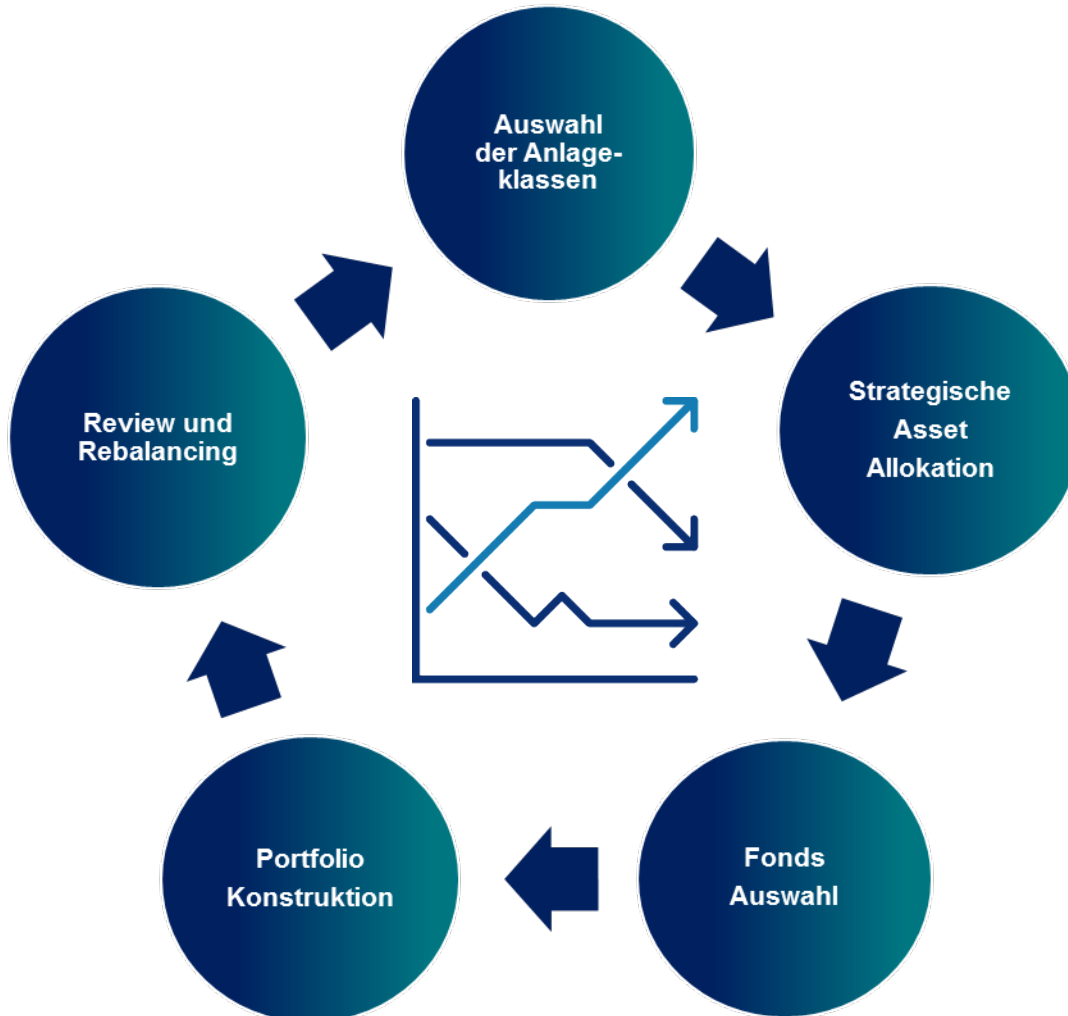 Auswahl
der Anlage-
klassen
Strategische
Asset
Allokation
Fonds
Auswahl
Portfolio
Konstruktion
Review und
Rebalancing